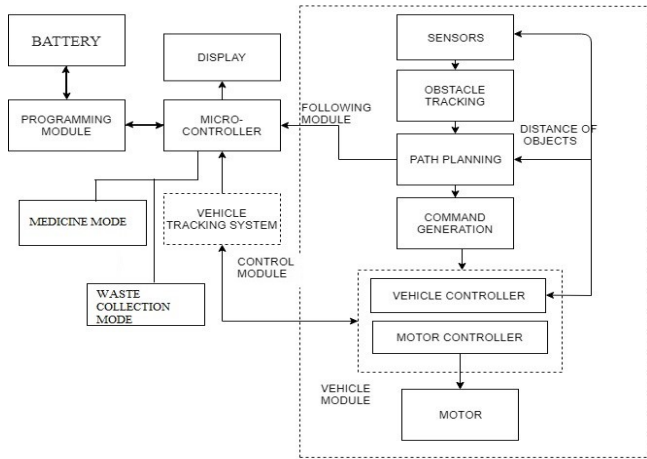 BATTERY
DISPLAY
SENSORS
PROGRAMMING
MODULE
MICRO-
CONTROLLER
FOLLOWING
MODULE
OBSTACLE
TRACKING
DISTANCE OF
OBJECTS
PATH PLANNING
MEDICINE MODE
VEHICLE
TRACKING SYSTEM
COMMAND
GENERATION
WASTE
COLLECTION
MODE
CONTROL
MODULE
VEHICLE CONTROLLER
MOTOR CONTROLLER
VEHICLE
MODULE
MOTOR